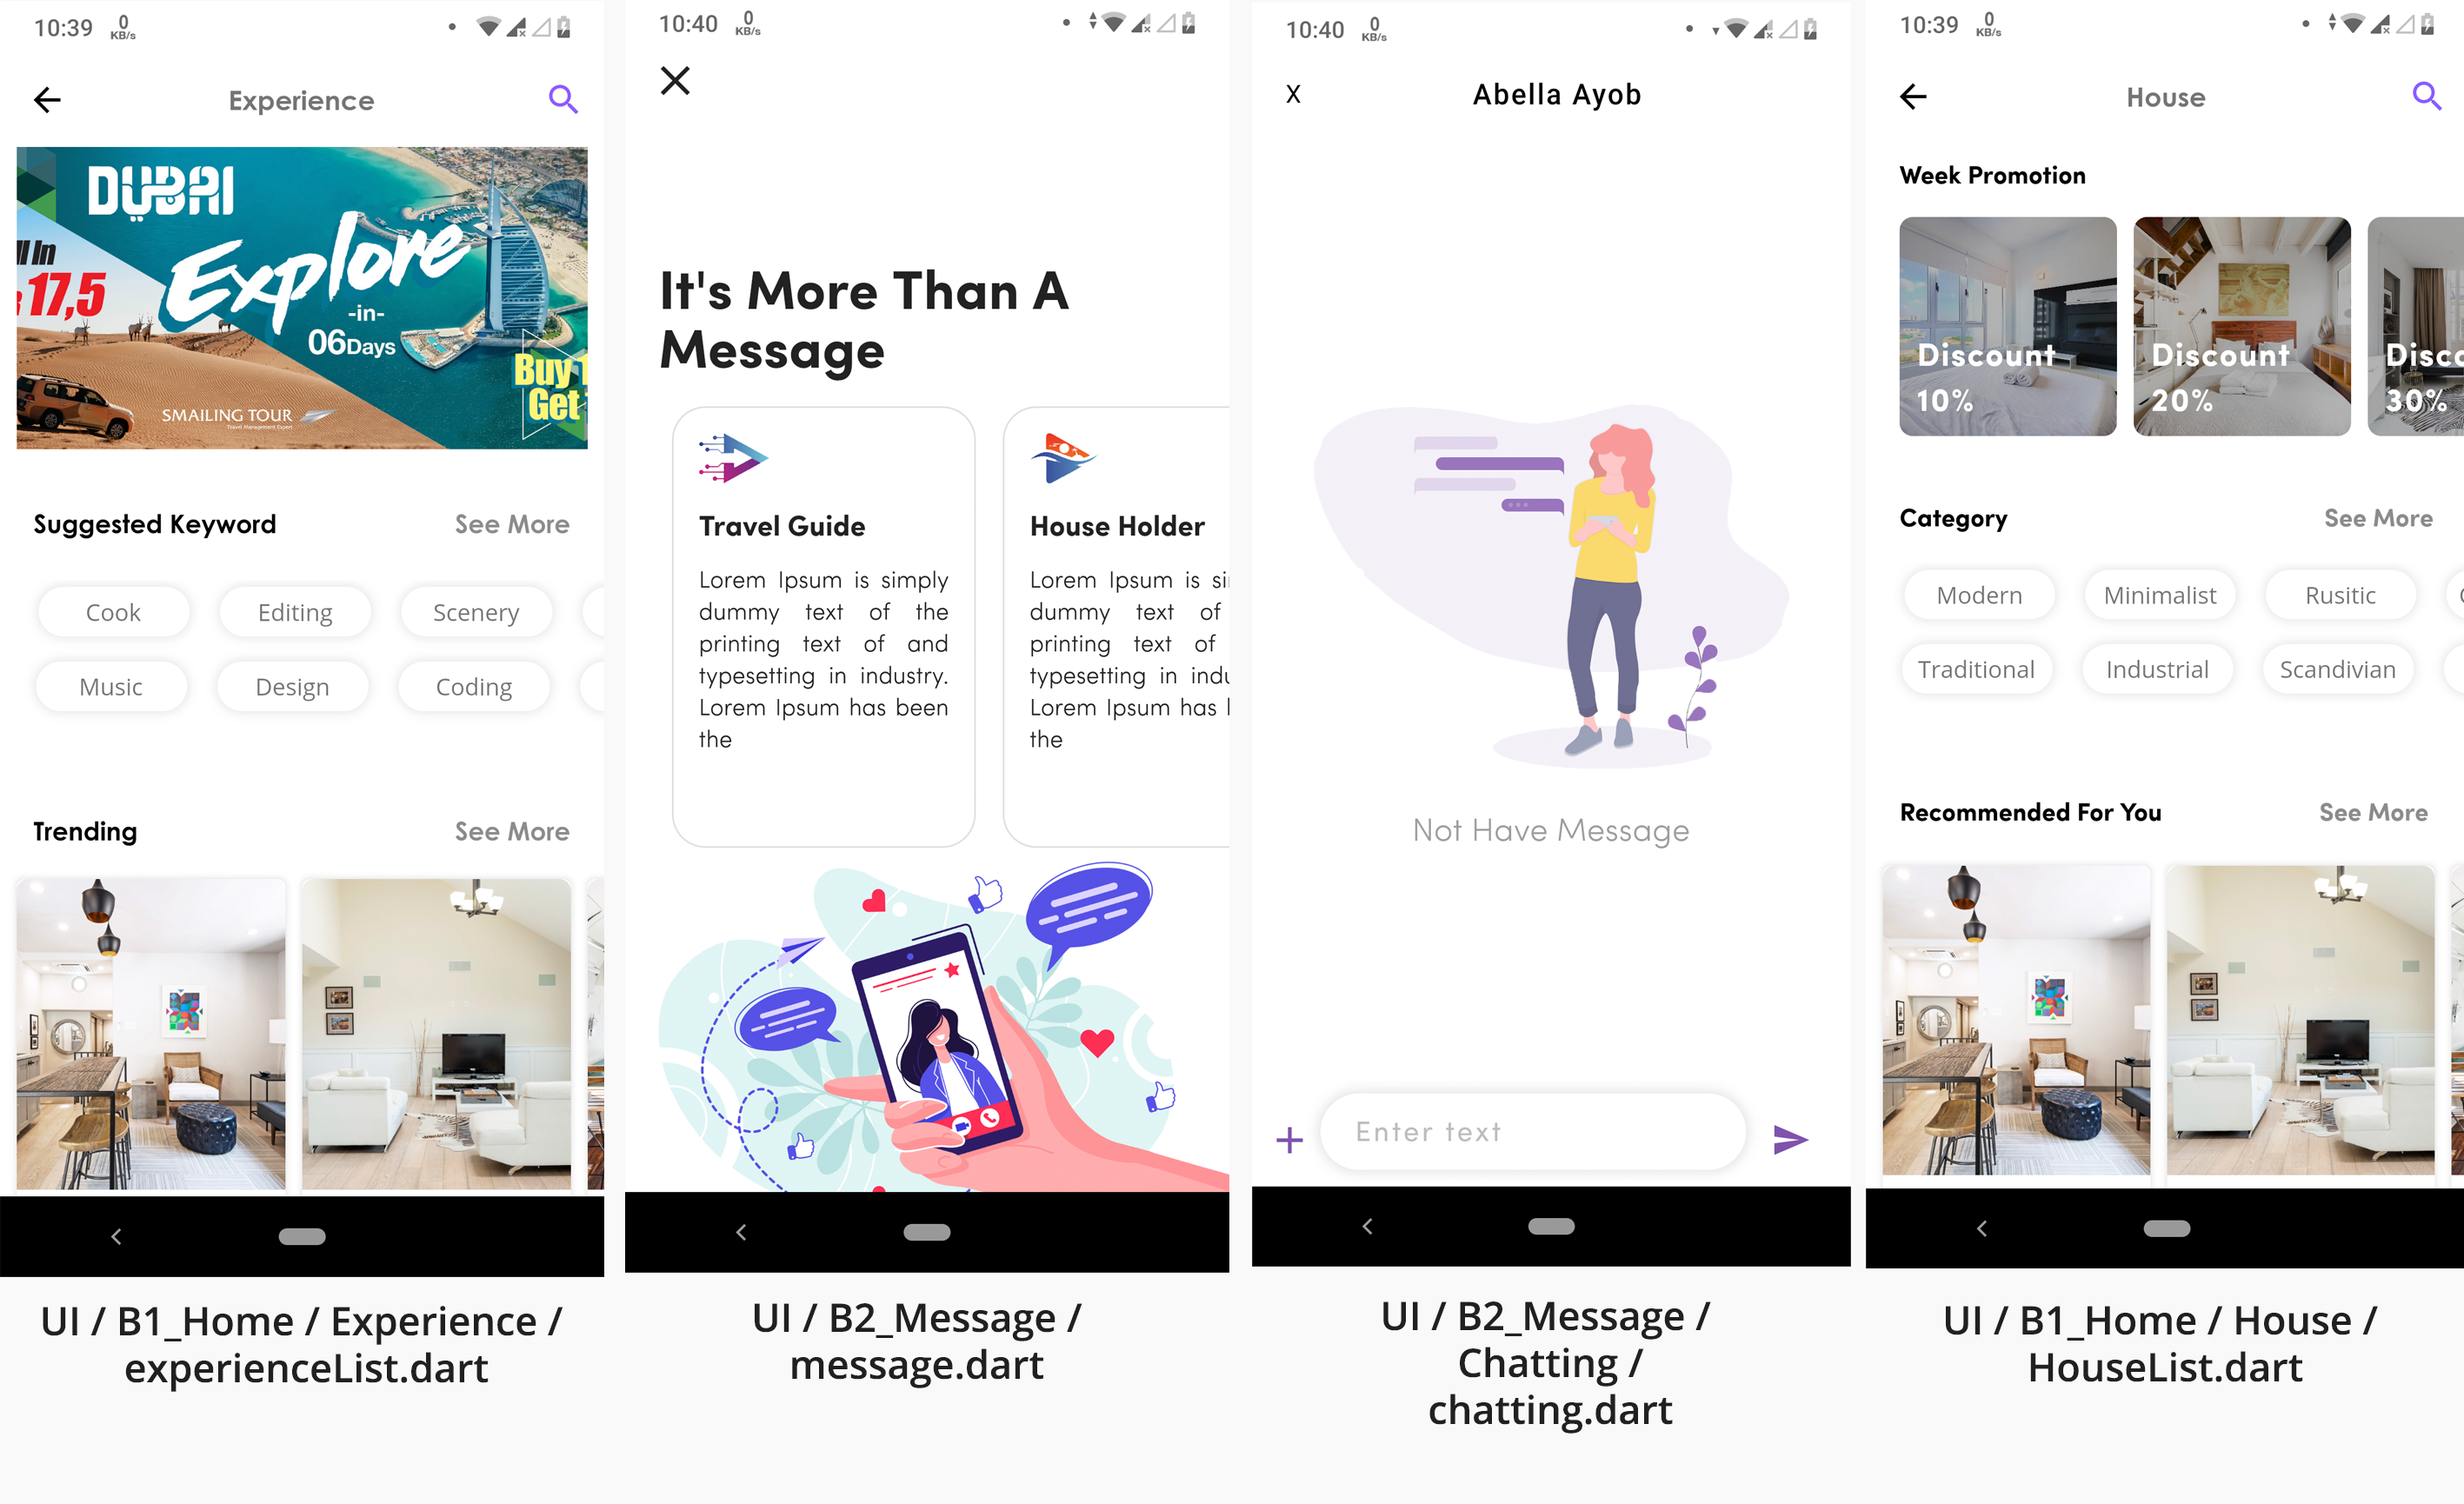 10:39 0 KB/s
Experience
DUBAI
Explore
ll In
17,5
-in-
06Days
Buy 1
Get
SMAILING TOUR
Travel Management Expert
Suggested Keyword See More
Cook Editing Scenery
Music Design Coding
Trending See More
UI / B1_Home / Experience /
experienceList.dart
10:40 0 KB/s
It's More Than A
Message
Travel Guide
Lorem Ipsum is simply
dummy text of the
printing text of and
typesetting in industry.
Lorem Ipsum has been
the
House Holder
Lorem Ipsum is si
dummy text of
printing text of
typesetting in indu
Lorem Ipsum has
the
UI / B2_Message /
message.dart
10:40 0 KB/s
X Abella Ayob
Not Have Message
+ Enter text
UI / B2_Message /
Chatting /
chatting.dart
10:39 0 KB/s
House
Week Promotion
Discount
10%
Discount
20%
Disco
30%
Category See More
Modern Minimalist Rusitic
Traditional Industrial Scandivian
Recommended For You See More
UI / B1_Home / House /
HouseList.dart